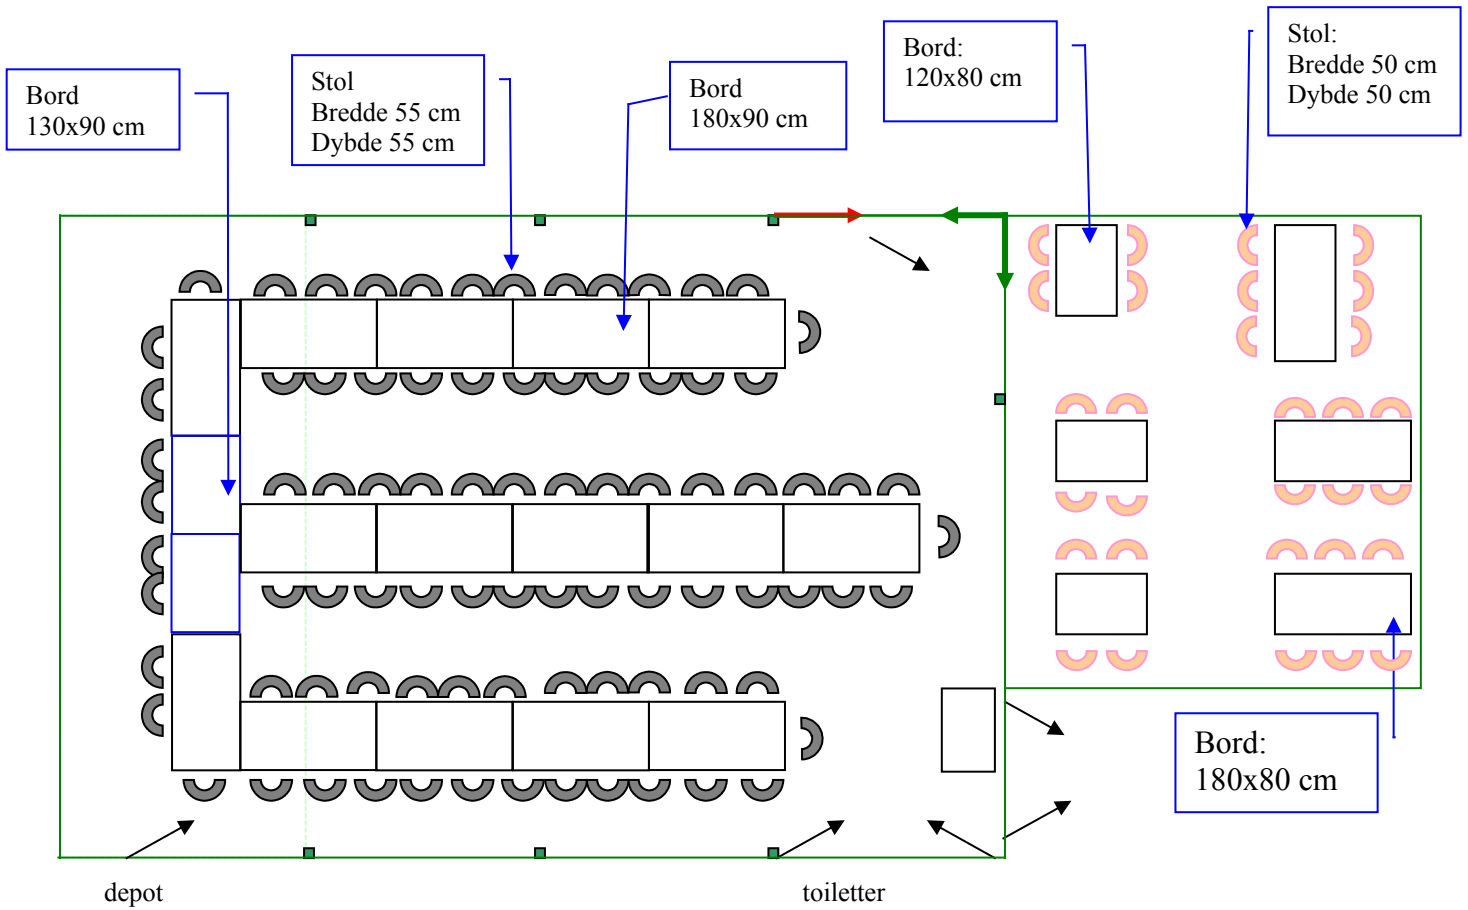 Bord
130x90 cm
Stol
Bredde 55 cm
Dybde 55 cm
Bord
180x90 cm
Bord:
120x80 cm
Stol:
Bredde 50 cm
Dybde 50 cm
Bord:
180x80 cm
depot
toiletter